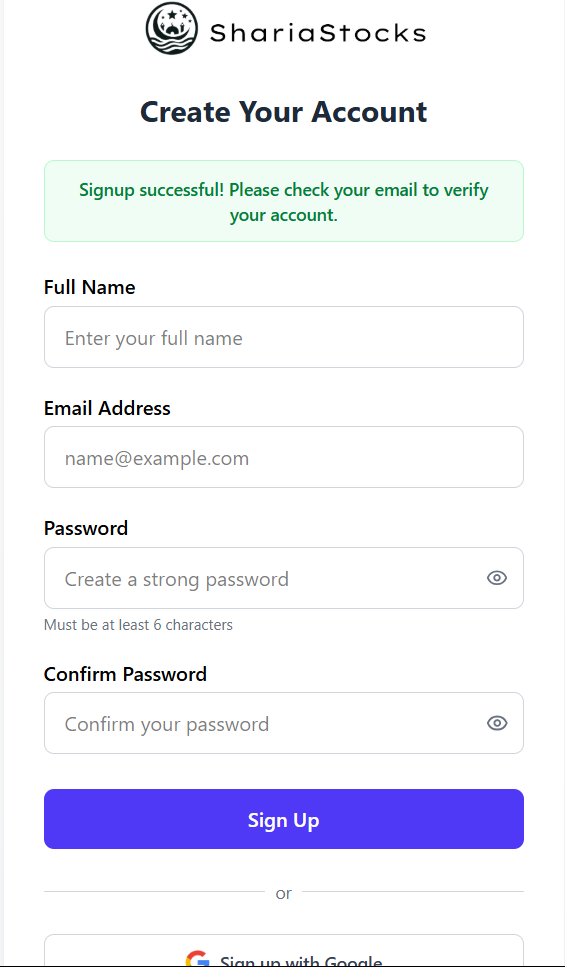 ShariaStocks
Create Your Account
Signup successful! Please check your email to verify
your account.
Full Name
Enter your full name
Email Address
name@example.com
Password
Create a strong password
Must be at least 6 characters
Confirm Password
Confirm your password
Sign Up
or
Sign up with Google